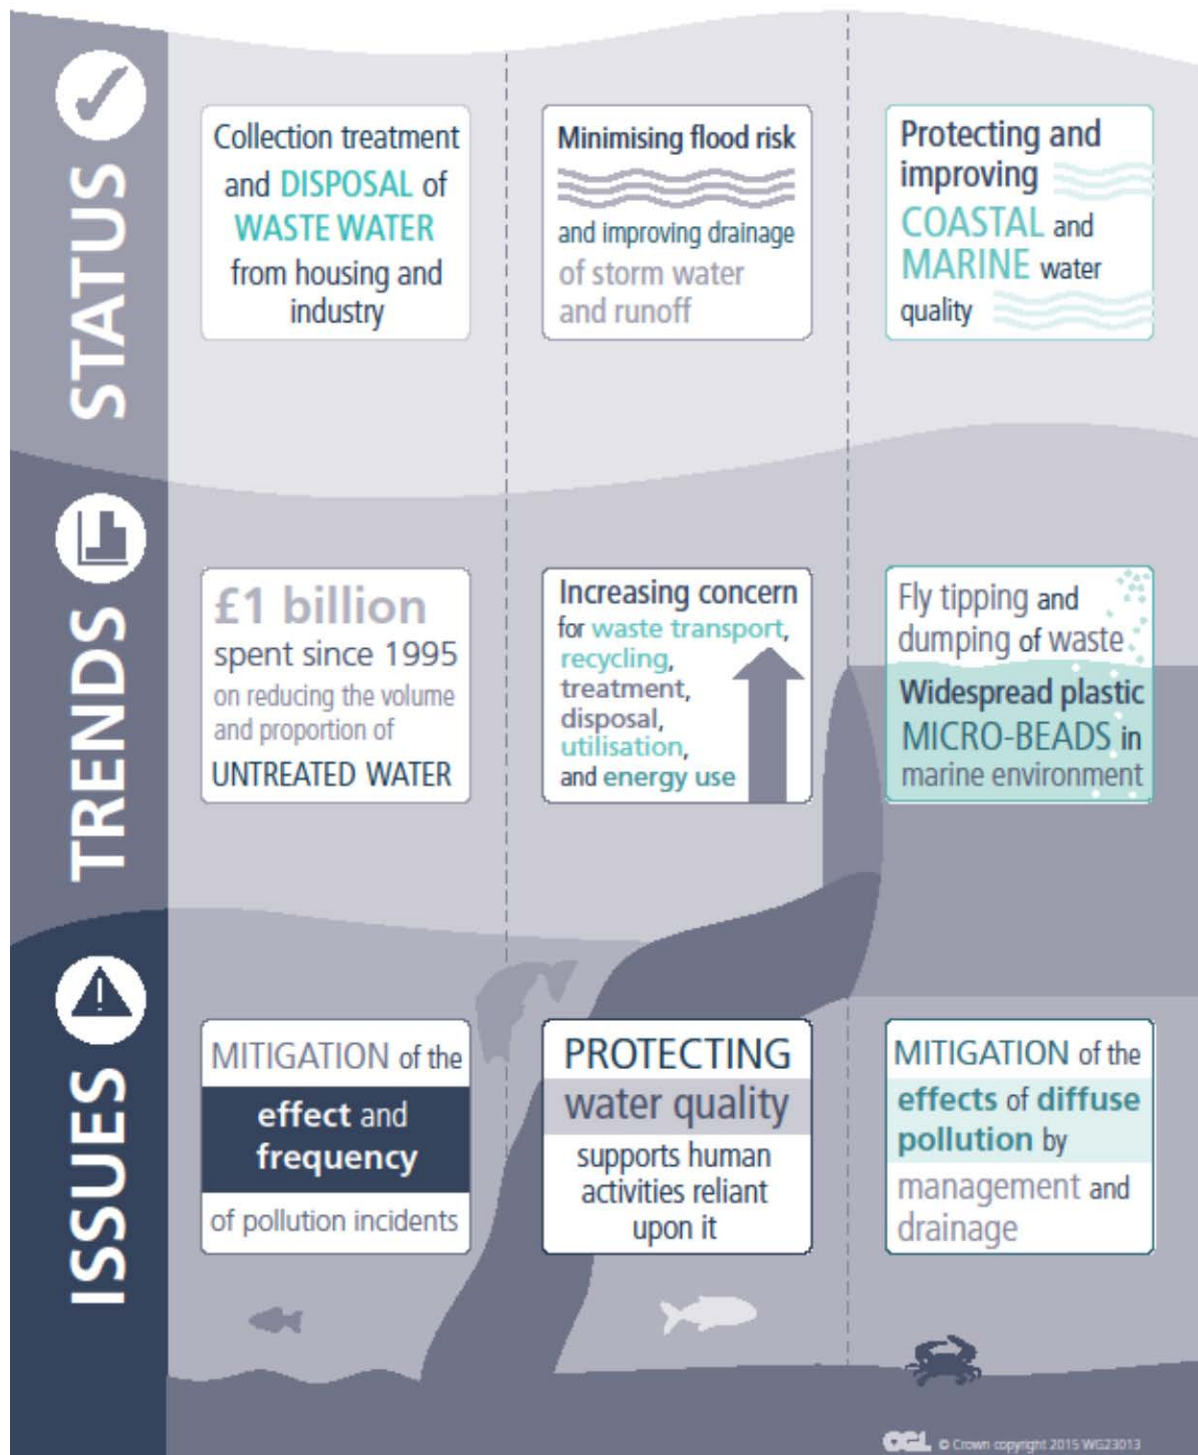 STATUS
Collection treatment
and DISPOSAL of
WASTE WATER
from housing and
industry
Minimising flood risk
and improving drainage
of storm water
and runoff
Protecting and
improving
COASTAL and
MARINE water
quality
TRENDS
£1 billion
spent since 1995
on reducing the volume
and proportion of
UNTREATED WATER
Increasing concern
for waste transport,
recycling,
treatment,
disposal,
utilisation,
and energy use
Fly tipping and
dumping of waste
Widespread plastic
MICRO-BEADS in
marine environment
ISSUES
MITIGATION of the
effect and
frequency
of pollution incidents
PROTECTING
water quality
supports human
activities reliant
upon it
MITIGATION of the
effects of diffuse
pollution by
management and
drainage
OGL © Crown copyright 2015 WG23013